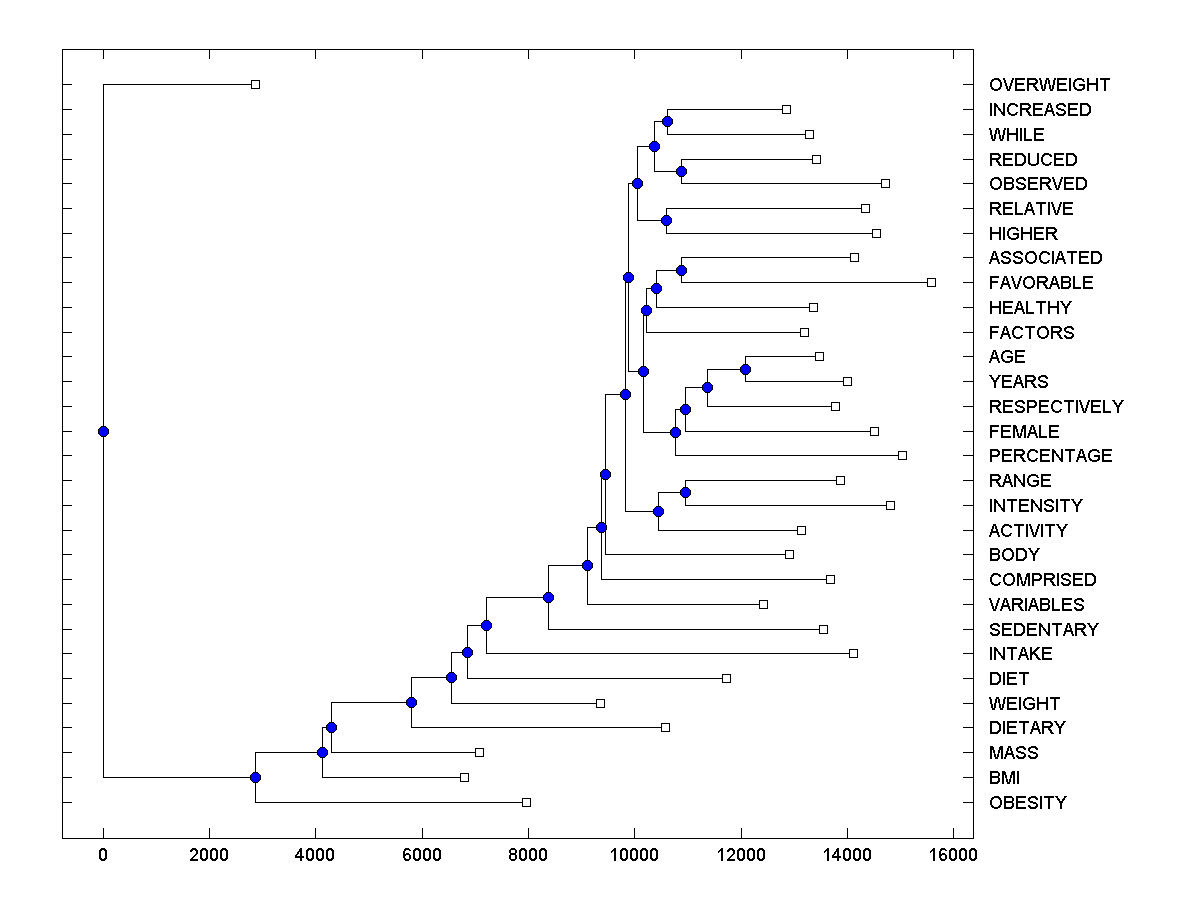 OVERWEIGHT
INCREASED
WHILE
REDUCED
OBSERVED
RELATIVE
HIGHER
ASSOCIATED
FAVORABLE
HEALTHY
FACTORS
AGE
YEARS
RESPECTIVELY
FEMALE
PERCENTAGE
RANGE
INTENSITY
ACTIVITY
BODY
COMPRISED
VARIABLES
SEDENTARY
INTAKE
DIET
WEIGHT
DIETARY
MASS
BMI
OBESITY
0 2000 4000 6000 8000 10000 12000 14000 16000